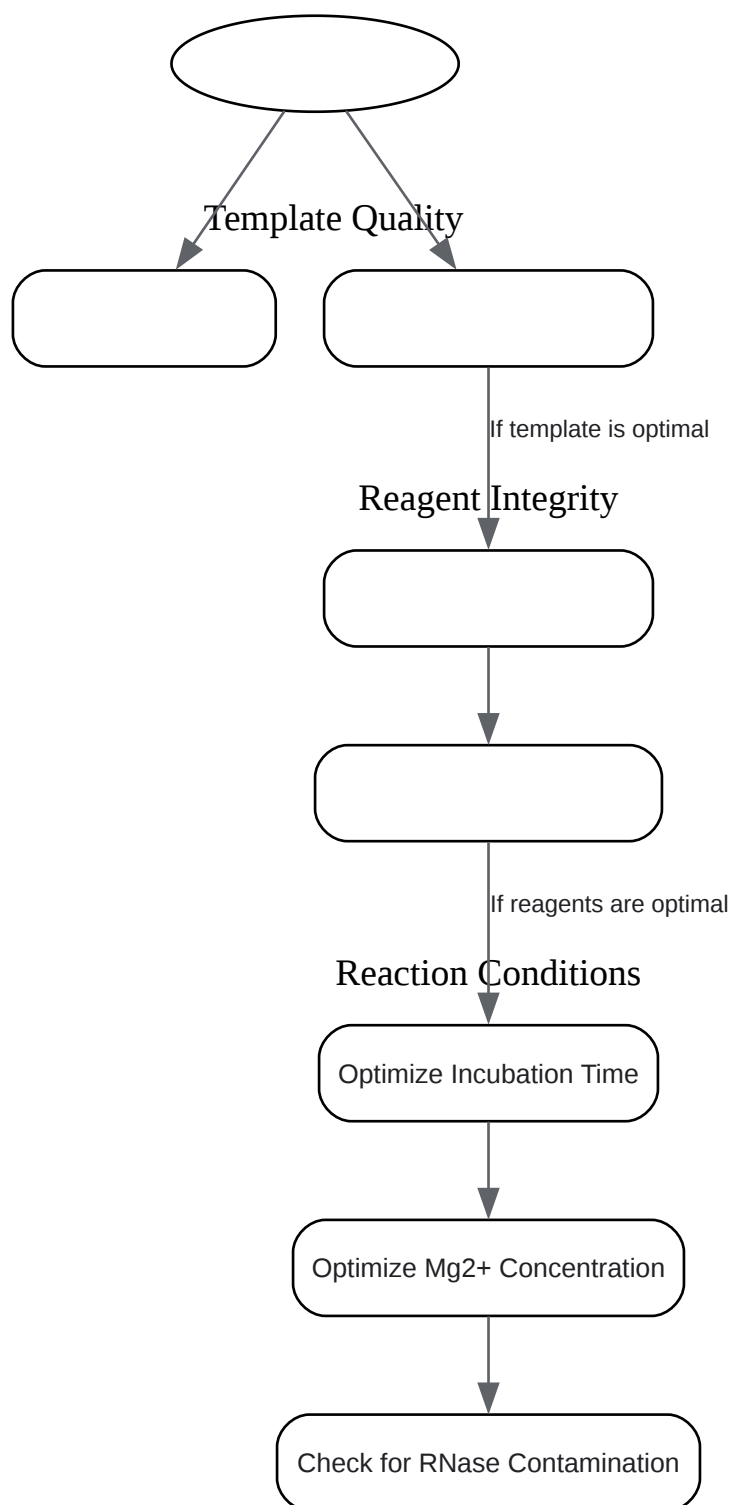 Template Quality
If template is optimal
Reagent Integrity
If reagents are optimal
Reaction Conditions
Optimize Incubation Time
Optimize Mg2+ Concentration
Check for RNase Contamination